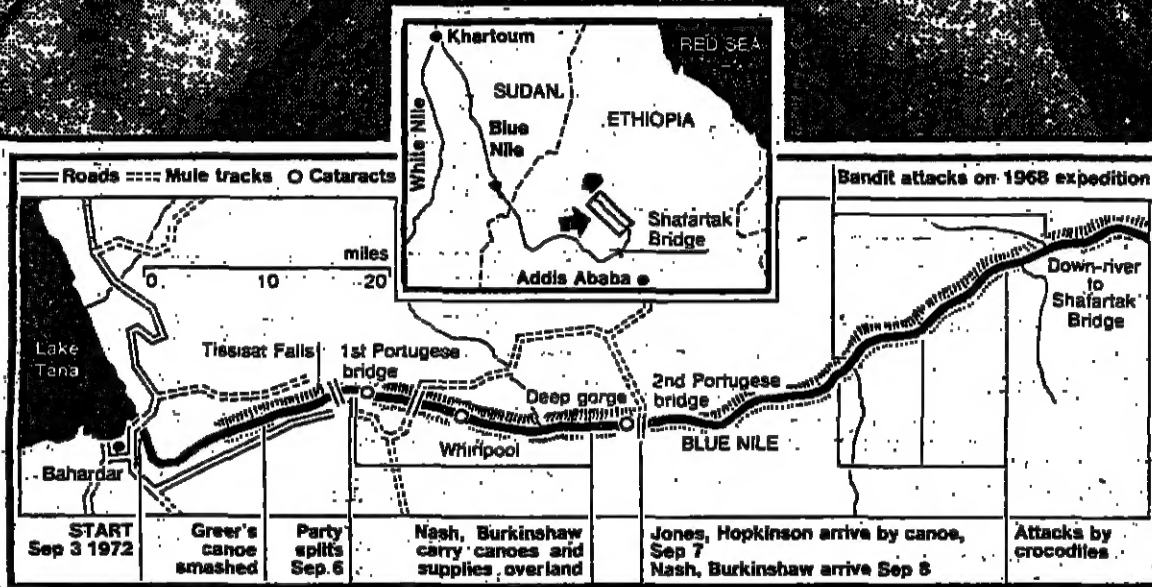 Khartoum
RED SEA
SUDAN
ETHIOPIA
White Nile
Blue
Nile
Shafartak
Bridge
Addis Ababa
Roads Mule tracks Cataracts
Bandit attacks on 1968 expedition
miles
0 10 20
Lake
Tana
Tissisat Falls
1st Portugese
bridge
Deep gorge
2nd Portugese
bridge
Down-river
to
Shafartak
Bridge
Bahardar
Whirlpool
BLUE NILE
START
Sep 3 1972
Greer's
canoe
smashed
Party
splits
Sep. 6
Nash, Burkinshaw
carry canoes and
supplies overland
Jones, Hopkinson arrive by canoe,
Sep 7
Nash, Burkinshaw arrive Sep 8
Attacks by
crocodiles